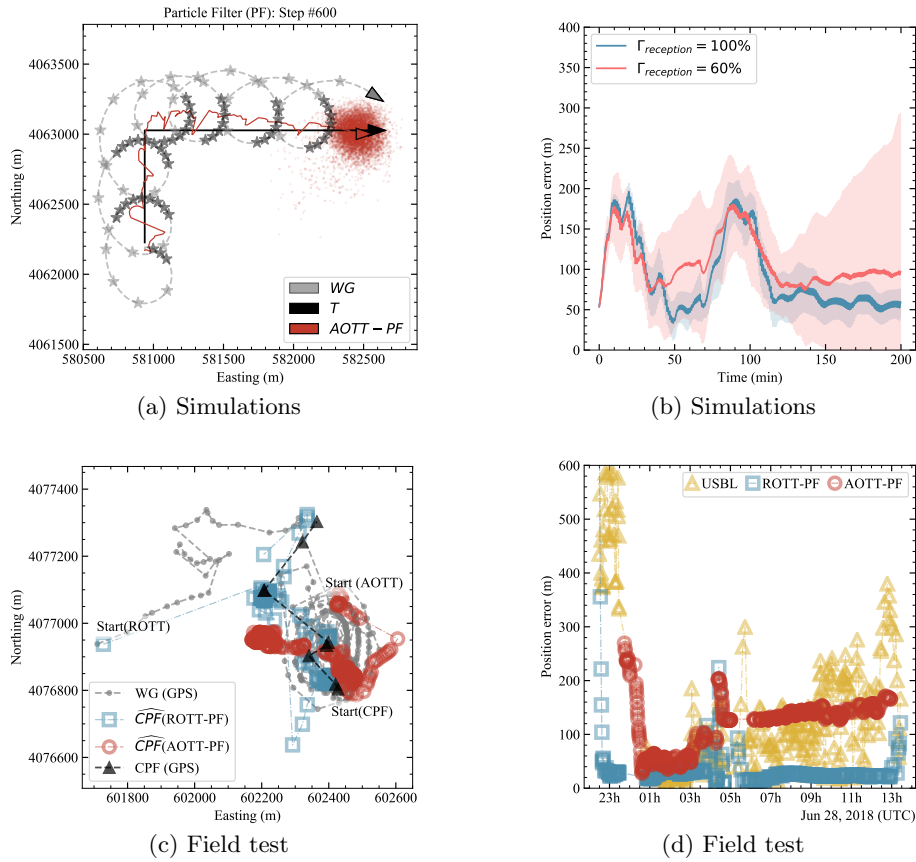 Particle Filter (PF): Step #600
Northing (m)
4063500
4063000
4062500
4062000
4061500
WG
T
AOTT − PF
580500 581000 581500 582000 582500
Easting (m)
(a) Simulations
Position error (m)
400
350
300
250
200
150
100
50
0
Γreception = 100%
Γreception = 60%
0 50 100 150 200
Time (min)
(b) Simulations
Northing (m)
4077400
4077200
4077000
4076800
4076600
Start(ROTT)
Start (AOTT)
Start(CPF)
WG (GPS)
CPF(ROTT-PF)
CPF(AOTT-PF)
CPF (GPS)
601800 602000 602200 602400 602600
Easting (m)
(c) Field test
Position error (m)
600
500
400
300
200
100
0
USBL ROTT-PF AOTT-PF
23h 01h 03h 05h 07h 09h 11h 13h
Jun 28, 2018 (UTC)
(d) Field test